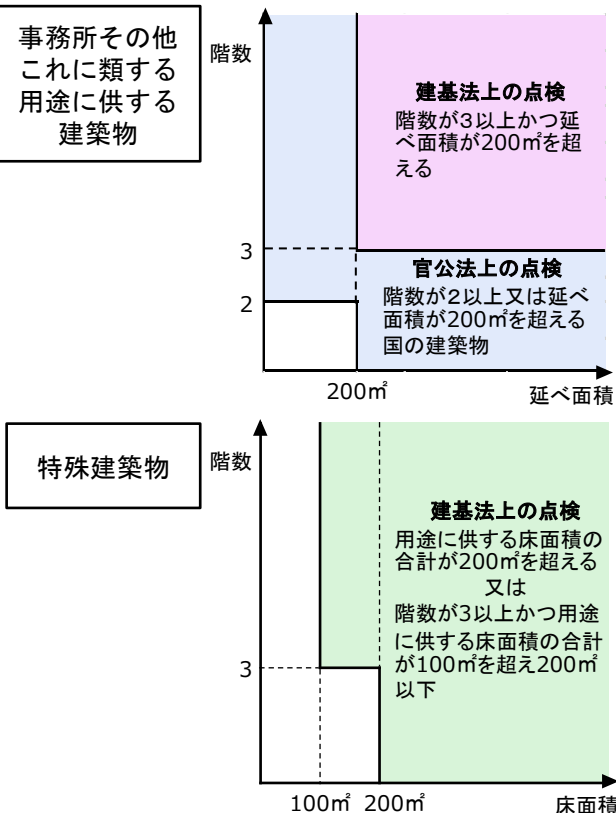 事務所その他
これに類する
用途に供する
建築物
階数
建基法上の点検
階数が3以上かつ延
べ面積が200㎡を超
える
3
官公法上の点検
階数が2以上又は延べ
面積が200㎡を超える
国の建築物
2
200㎡
延べ面積
特殊建築物
階数
建基法上の点検
用途に供する床面積の
合計が200㎡を超える
又は
階数が3以上かつ用途
に供する床面積の合計
が100㎡を超え200㎡
以下
3
100㎡ 200㎡
床面積